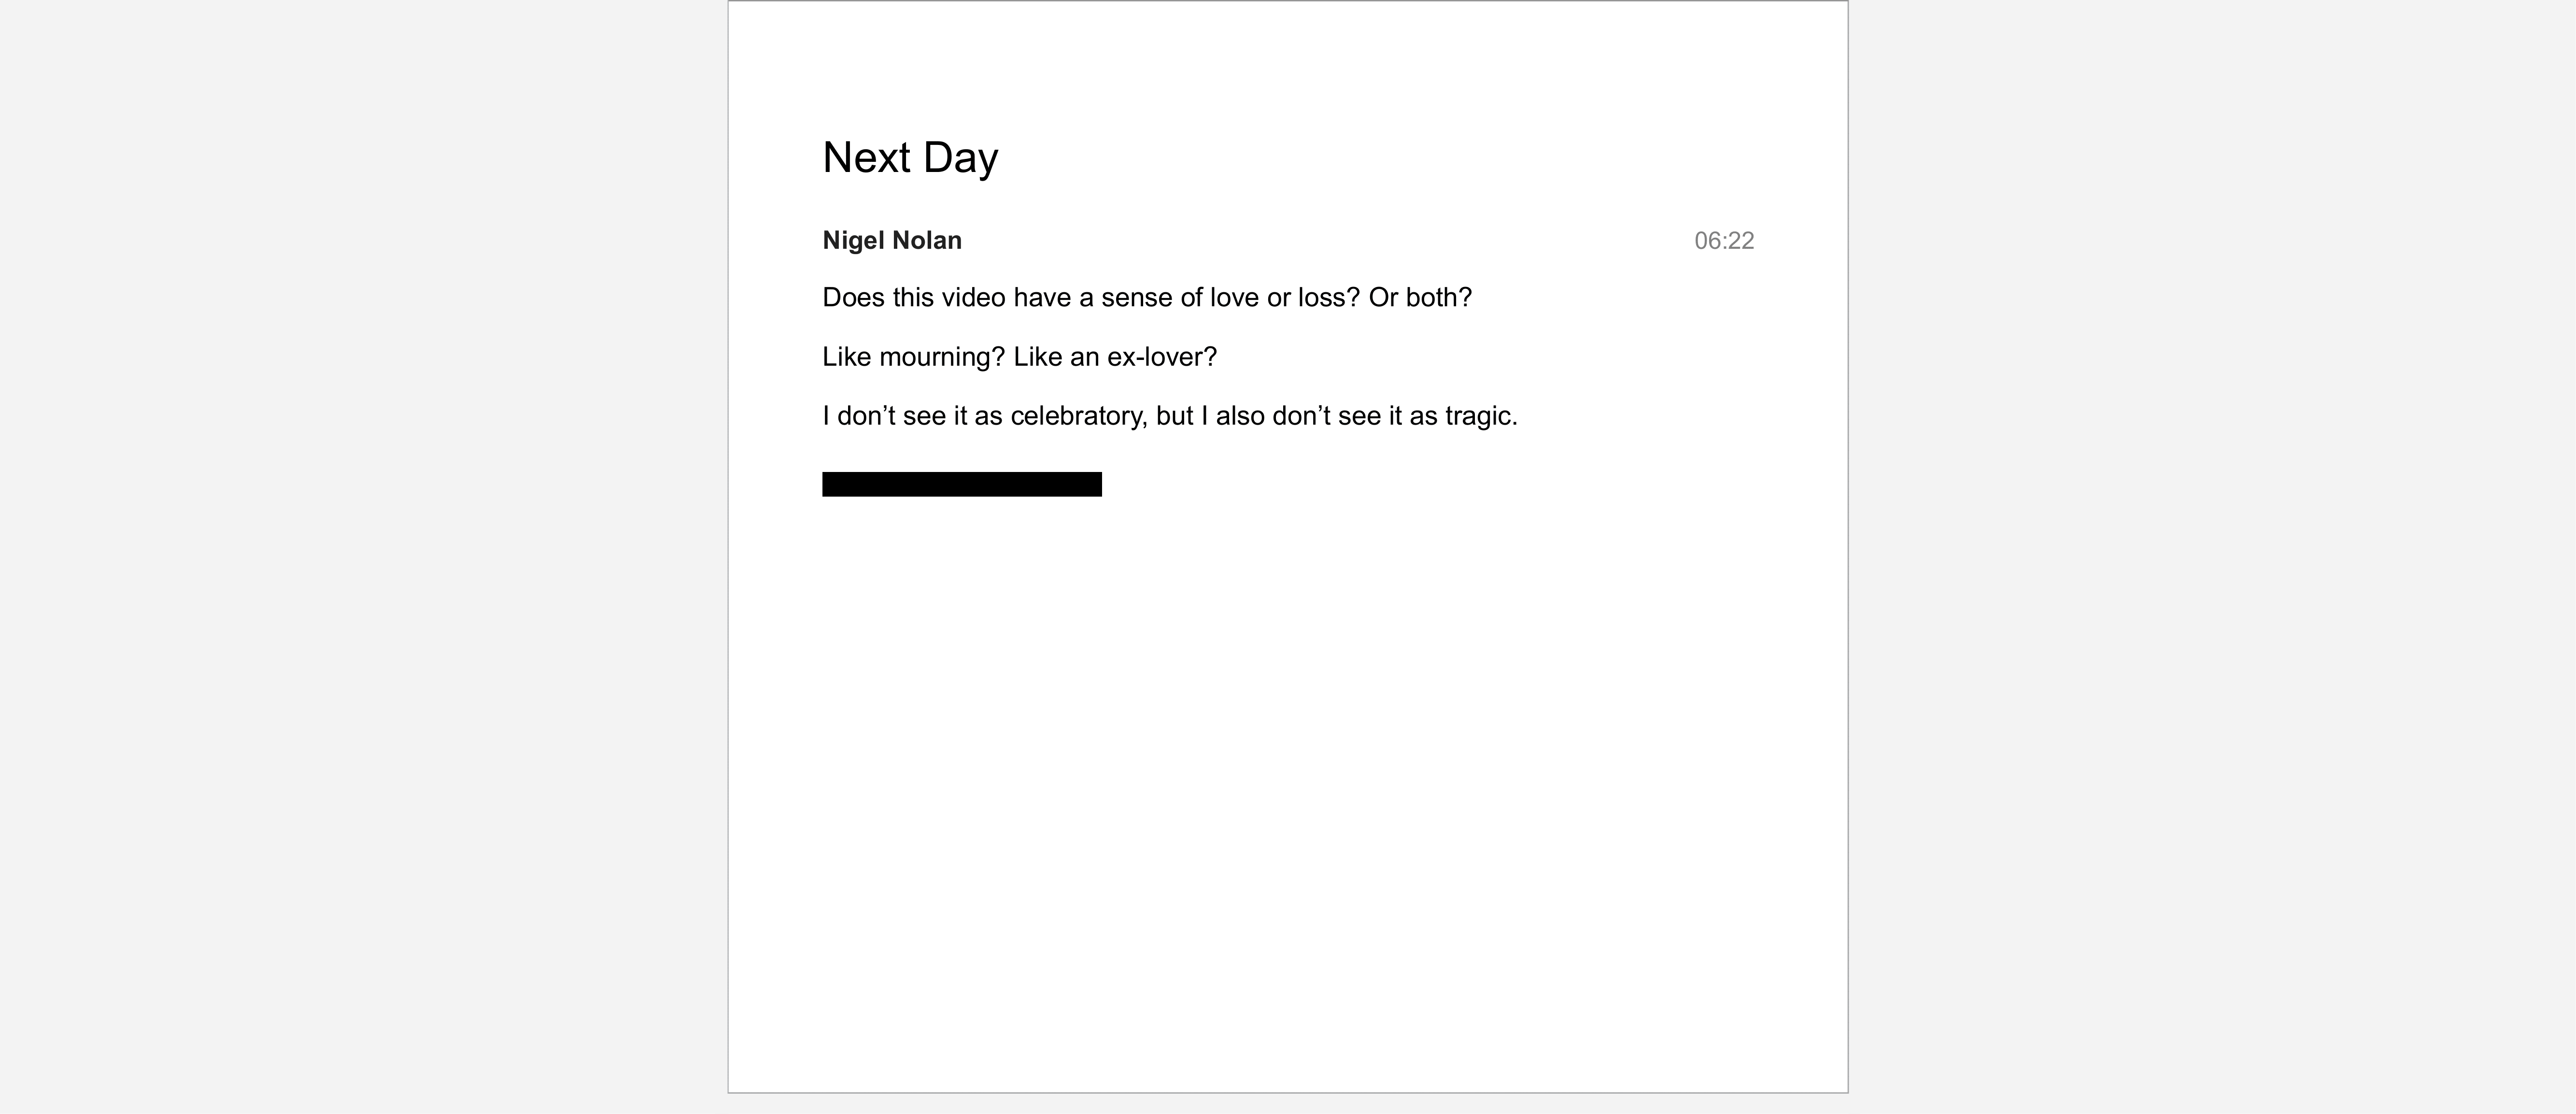 Next Day
Nigel Nolan 06:22
Does this video have a sense of love or loss? Or both?
Like mourning? Like an ex-lover?
I don’t see it as celebratory, but I also don’t see it as tragic.